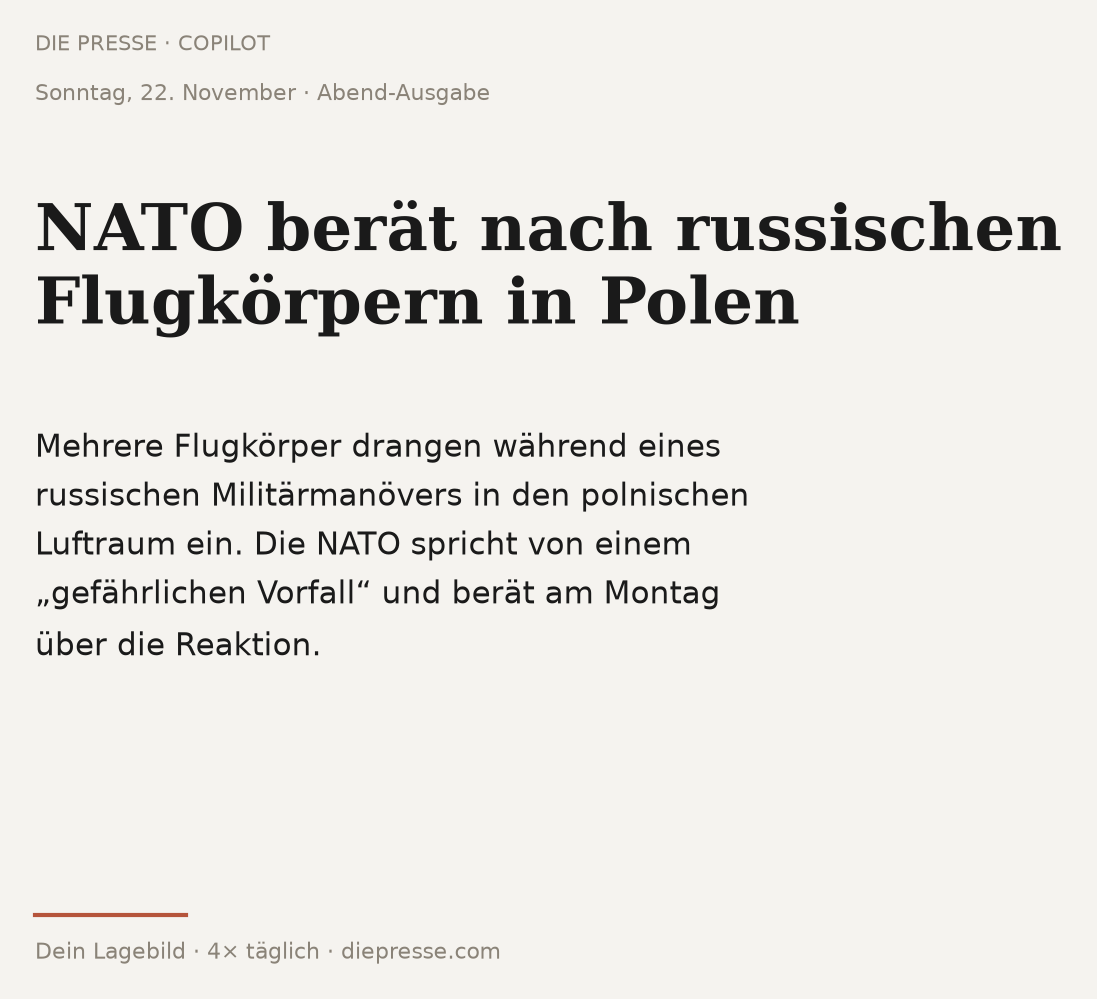 DIE PRESSE · COPILOT
Sonntag, 22. November · Abend-Ausgabe
NATO berät nach russischen
Flugkörpern in Polen
Mehrere Flugkörper drangen während eines
russischen Militärmanövers in den polnischen
Luftraum ein. Die NATO spricht von einem
„gefährlichen Vorfall“ und berät am Montag
über die Reaktion.
Dein Lagebild · 4× täglich · diepresse.com